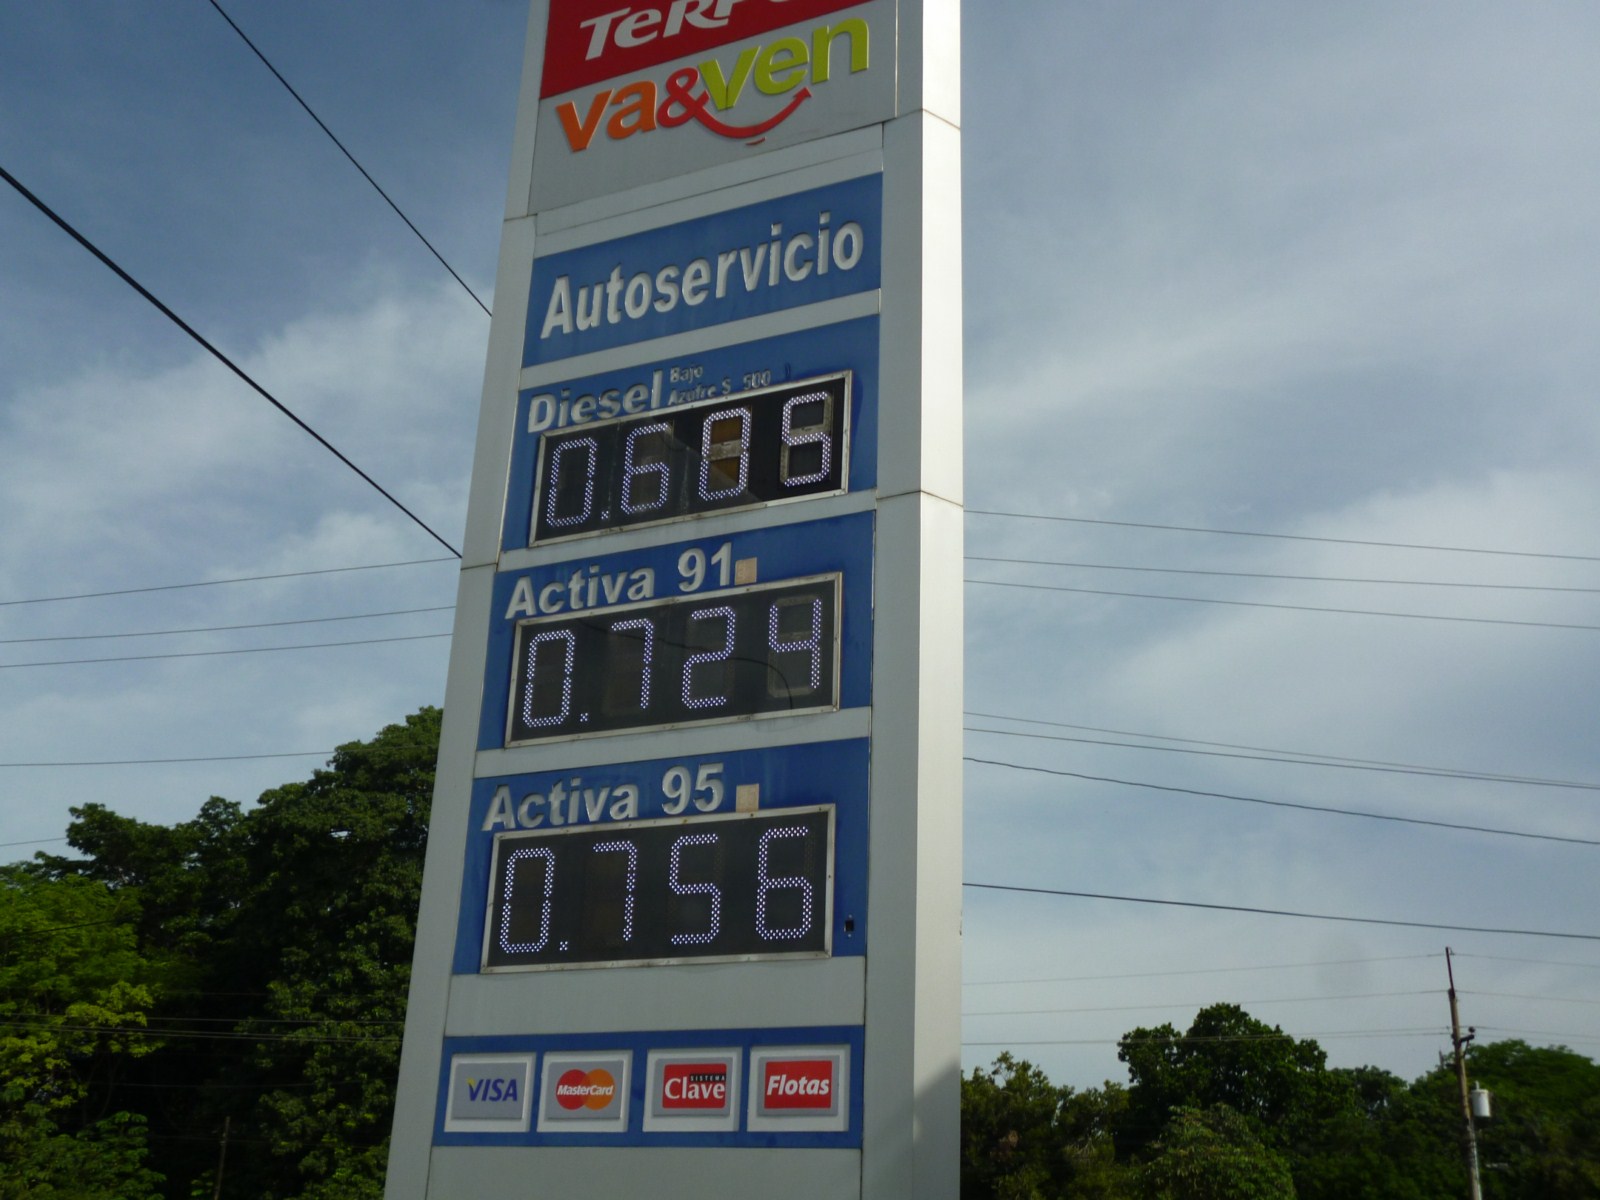 va&ven
Autoservicio
Diesel Bajo
Azufre S 500
0.606
Activa 91
0.724
Activa 95
0.756
VISA MasterCard SISTEMA Clave Flotas